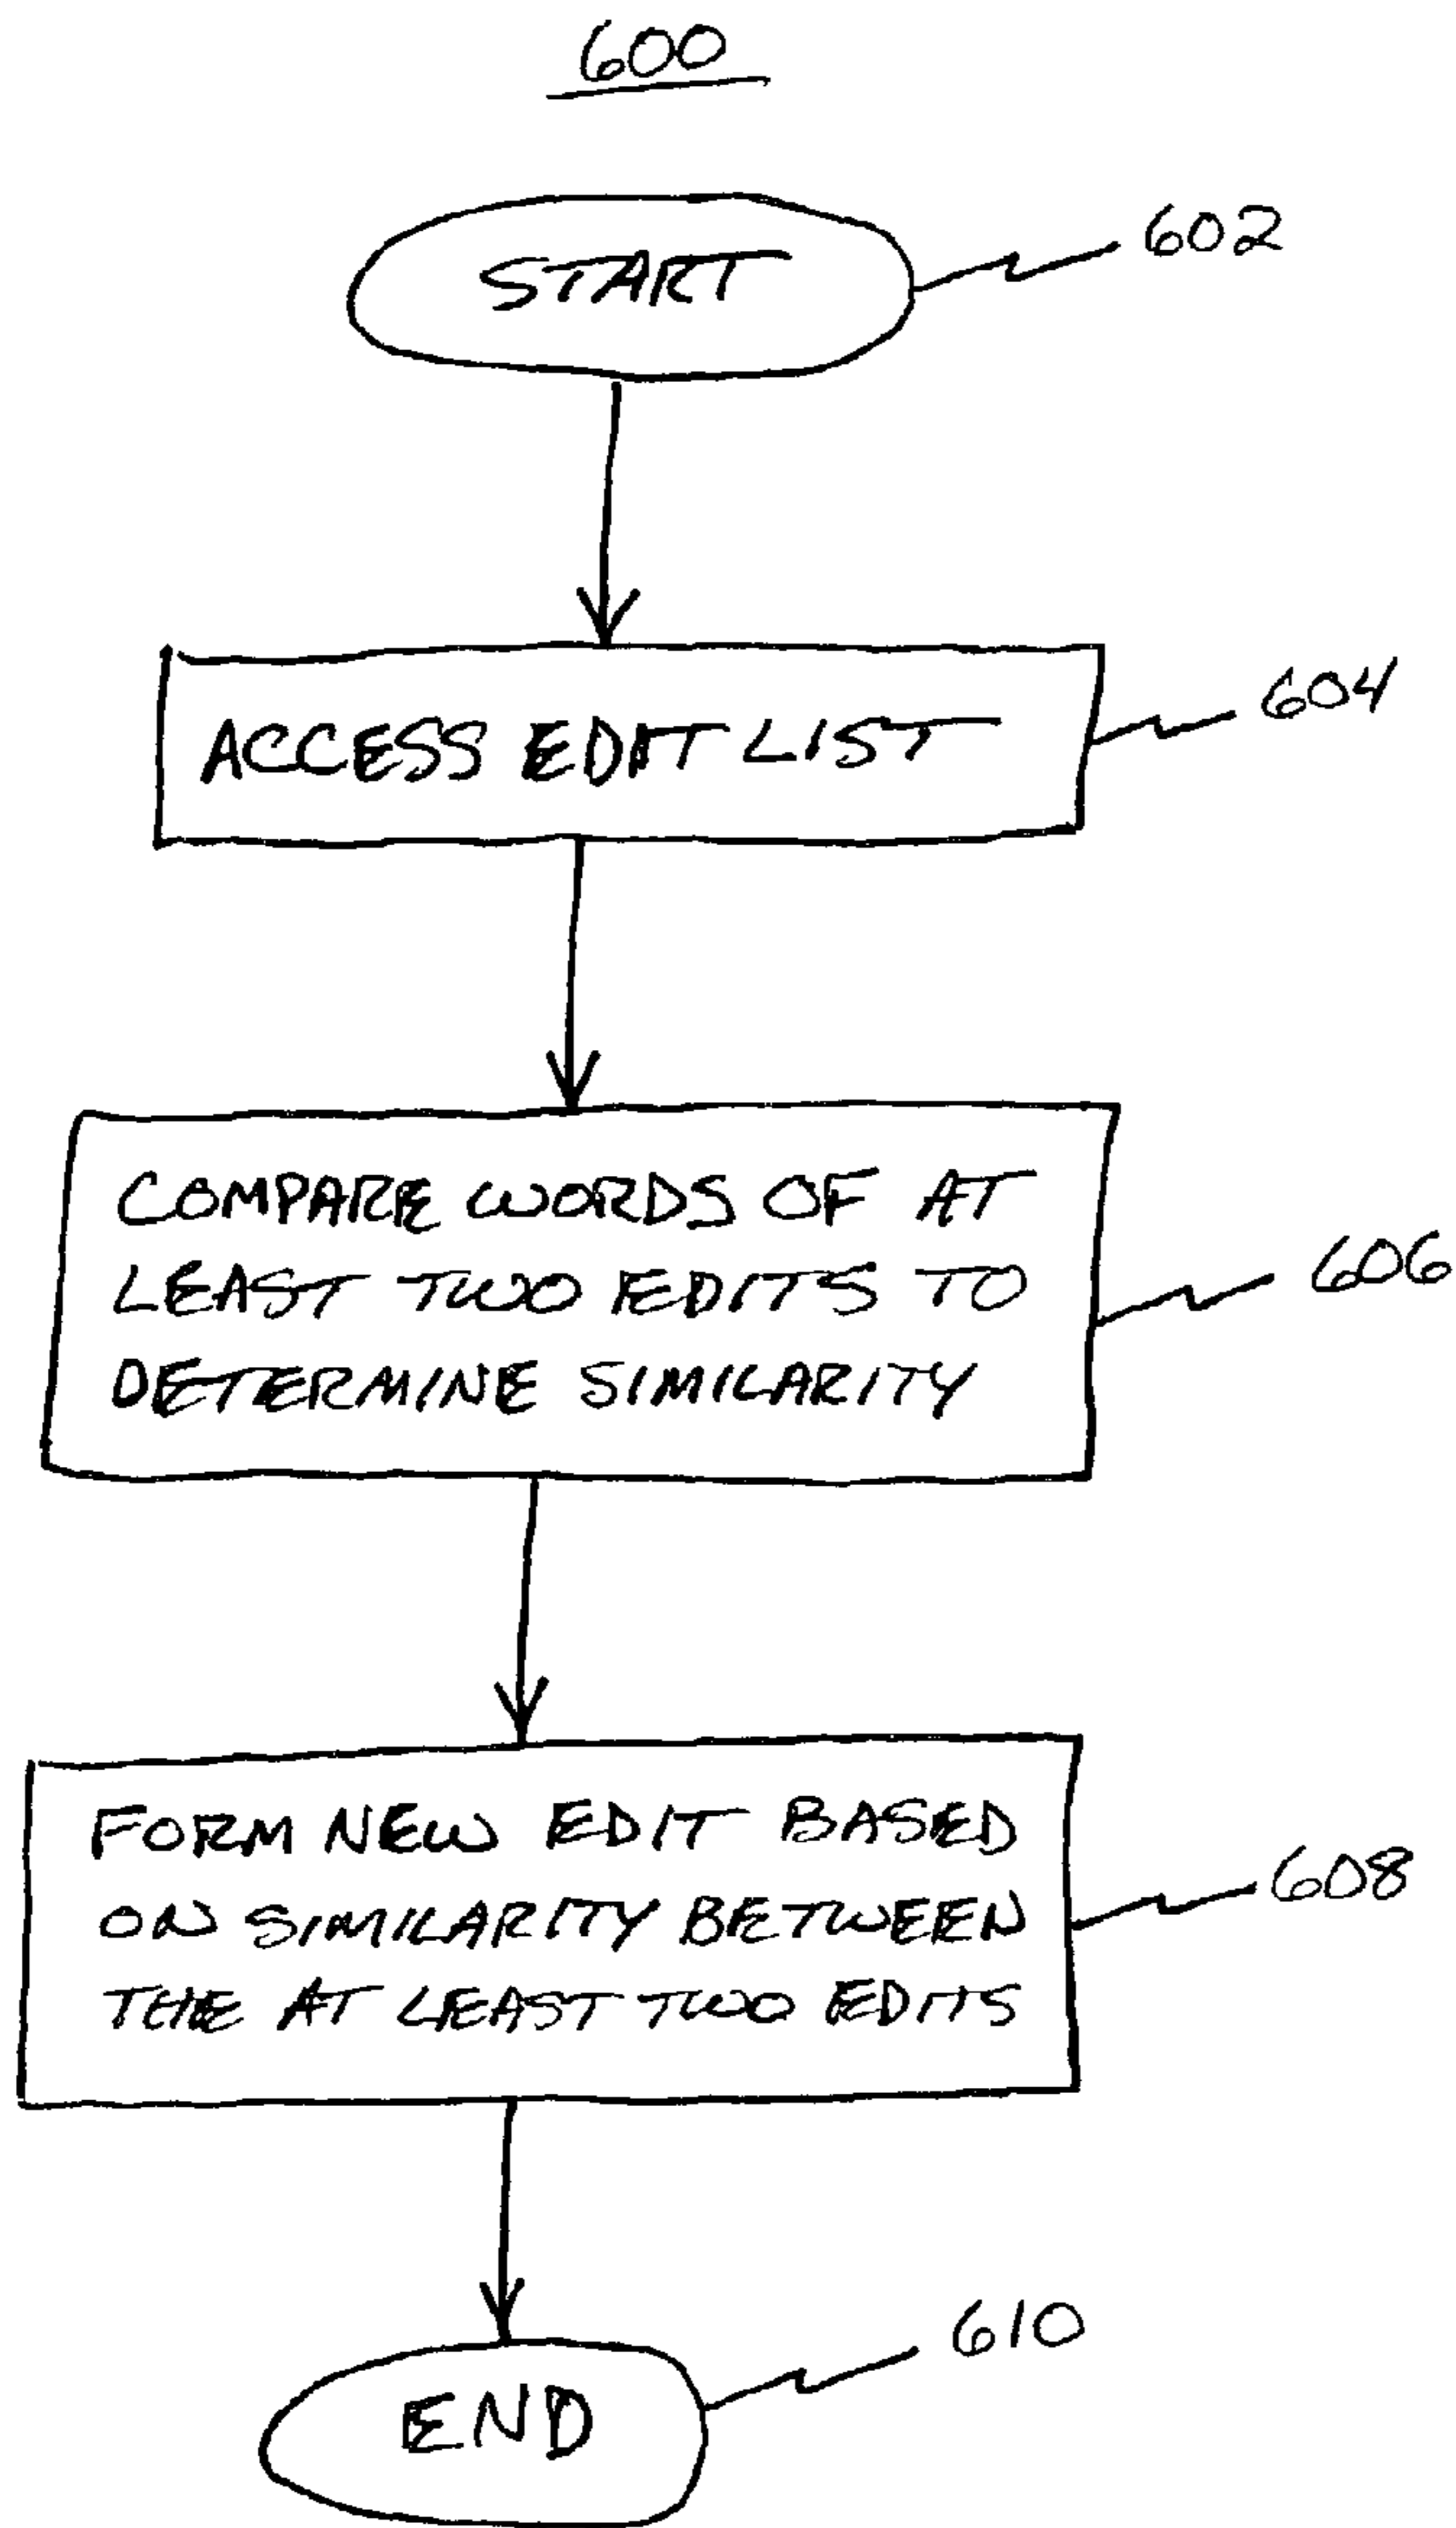 600
START
602
ACCESS EDIT LIST
604
COMPARE WORDS OF AT
LEAST TWO EDITS TO
DETERMINE SIMILARITY
606
FORM NEW EDIT BASED
ON SIMILARITY BETWEEN
THE AT LEAST TWO EDITS
608
END
610